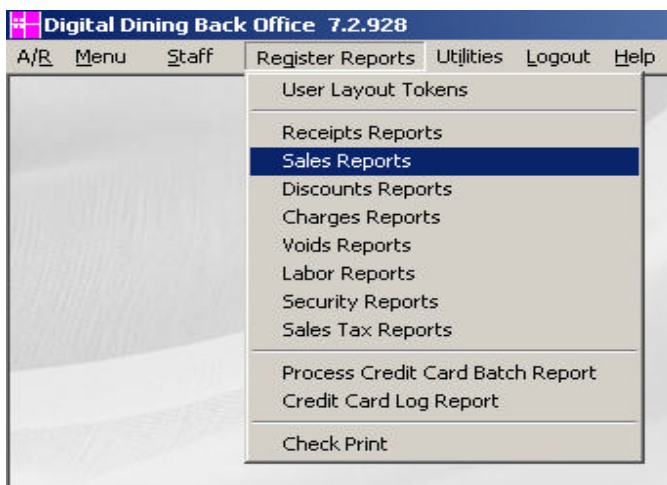 Digital Dining Back Office 7.2.928
A/R Menu Staff Register Reports Utilities Logout Help
User Layout Tokens
Receipts Reports
Sales Reports
Discounts Reports
Charges Reports
Voids Reports
Labor Reports
Security Reports
Sales Tax Reports
Process Credit Card Batch Report
Credit Card Log Report
Check Print